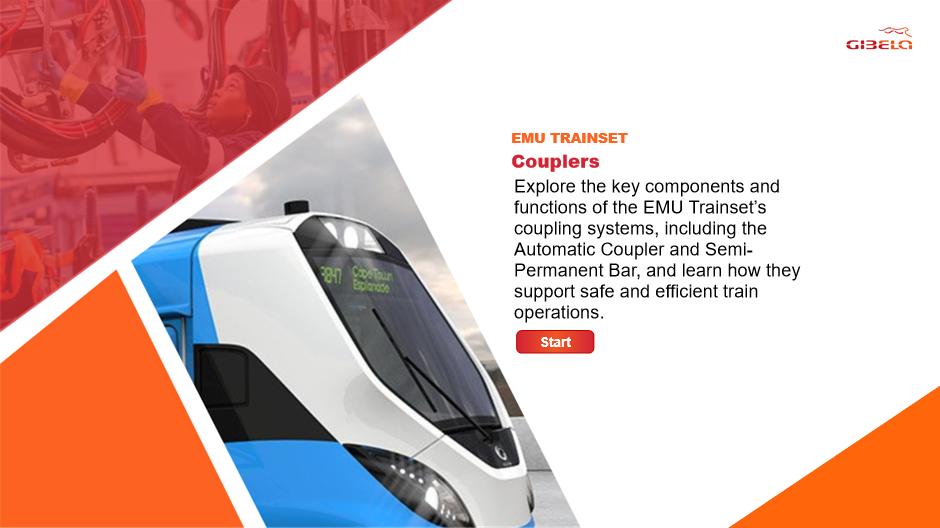 GIBELA
EMU TRAINSET
Couplers
Explore the key components and
functions of the EMU Trainset's
coupling systems, including the
Automatic Coupler and Semi-
Permanent Bar, and learn how they
support safe and efficient train
operations.
Start
3847 Cape Town
Esplanade